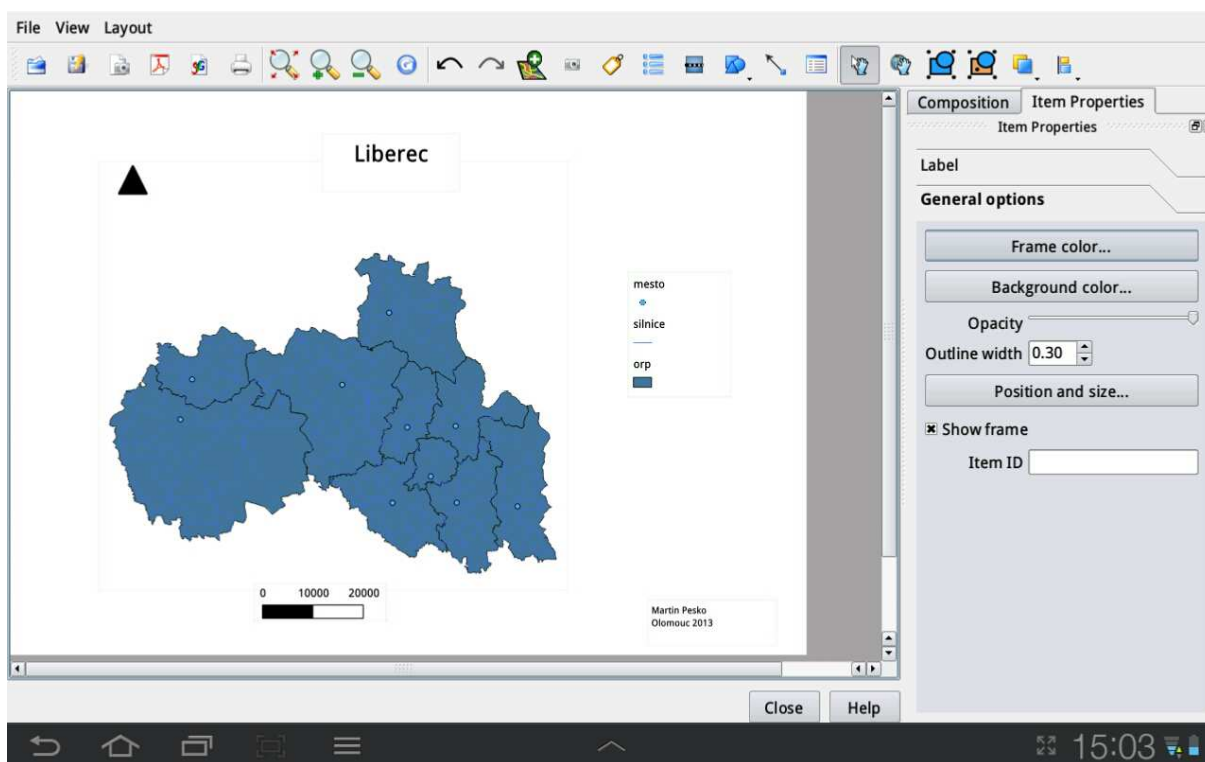 File View Layout
Composition Item Properties
Item Properties
Label
General options
Frame color...
Background color...
Opacity
Outline width 0.30
Position and size...
Show frame
Item ID
Liberec
mesto
silnice
orp
0 10000 20000
Martin Pesko
Olomouc 2013
Close Help
15:03